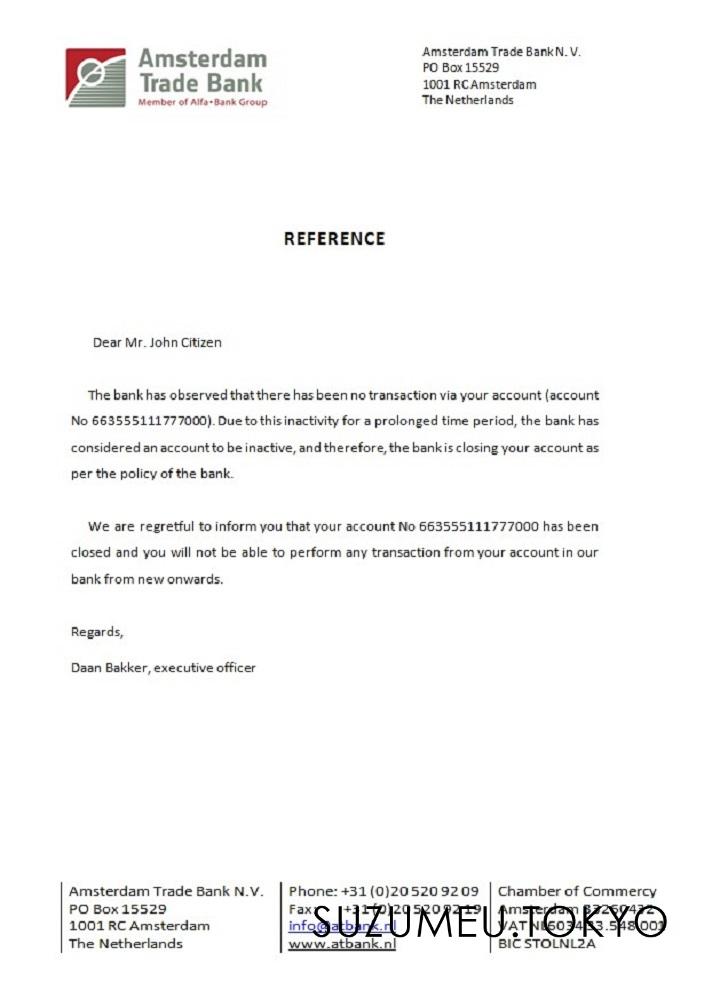 Amsterdam
Trade Bank
Member of Alfa•Bank Group
Amsterdam Trade Bank N. V.
PO Box 15529
1001 RC Amsterdam
The Netherlands
REFERENCE
Dear Mr. John Citizen
The bank has observed that there has been no transaction via your account (account
No 663555111777000). Due to this inactivity for a prolonged time period, the bank has
considered an account to be inactive, and therefore, the bank is closing your account as
per the policy of the bank.
We are regretful to inform you that your account No 663555111777000 has been
closed and you will not be able to perform any transaction from your account in our
bank from new onwards.
Regards,
Daan Bakker, executive officer
Amsterdam Trade Bank N.V.
PO Box 15529
1001 RC Amsterdam
The Netherlands
Phone: +31 (0)20 520 92 09
Fax: +31 (0)20 520 92 19
info@atbank.nl
www.atbank.nl
Chamber of Commercy
Amsterdam 33260432
VAT NL6034.33.548.001
BIC STOLNL2A
SUZUMEU.TOKYO